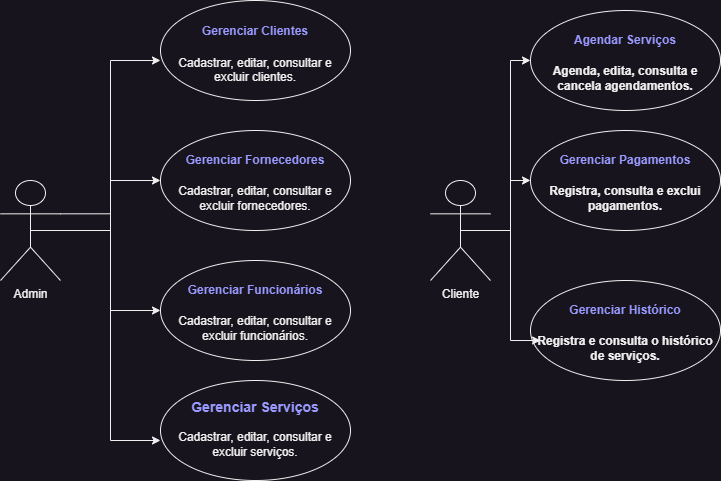 Gerenciar Clientes
Cadastrar, editar, consultar e
excluir clientes.
Gerenciar Fornecedores
Cadastrar, editar, consultar e
excluir fornecedores.
Gerenciar Funcionários
Cadastrar, editar, consultar e
excluir funcionários.
Gerenciar Serviços
Cadastrar, editar, consultar e
excluir serviços.
Admin
Agendar Serviços
Agenda, edita, consulta e
cancela agendamentos.
Gerenciar Pagamentos
Registra, consulta e exclui
pagamentos.
Gerenciar Histórico
Registra e consulta o histórico
de serviços.
Cliente